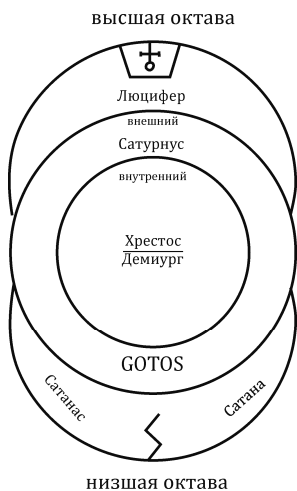 высшая октава
Люцифер
внешний
Сатурнус
внутренний
Хрестос
Демиург
GOTOS
Сатанас
Сатана
низшая октава